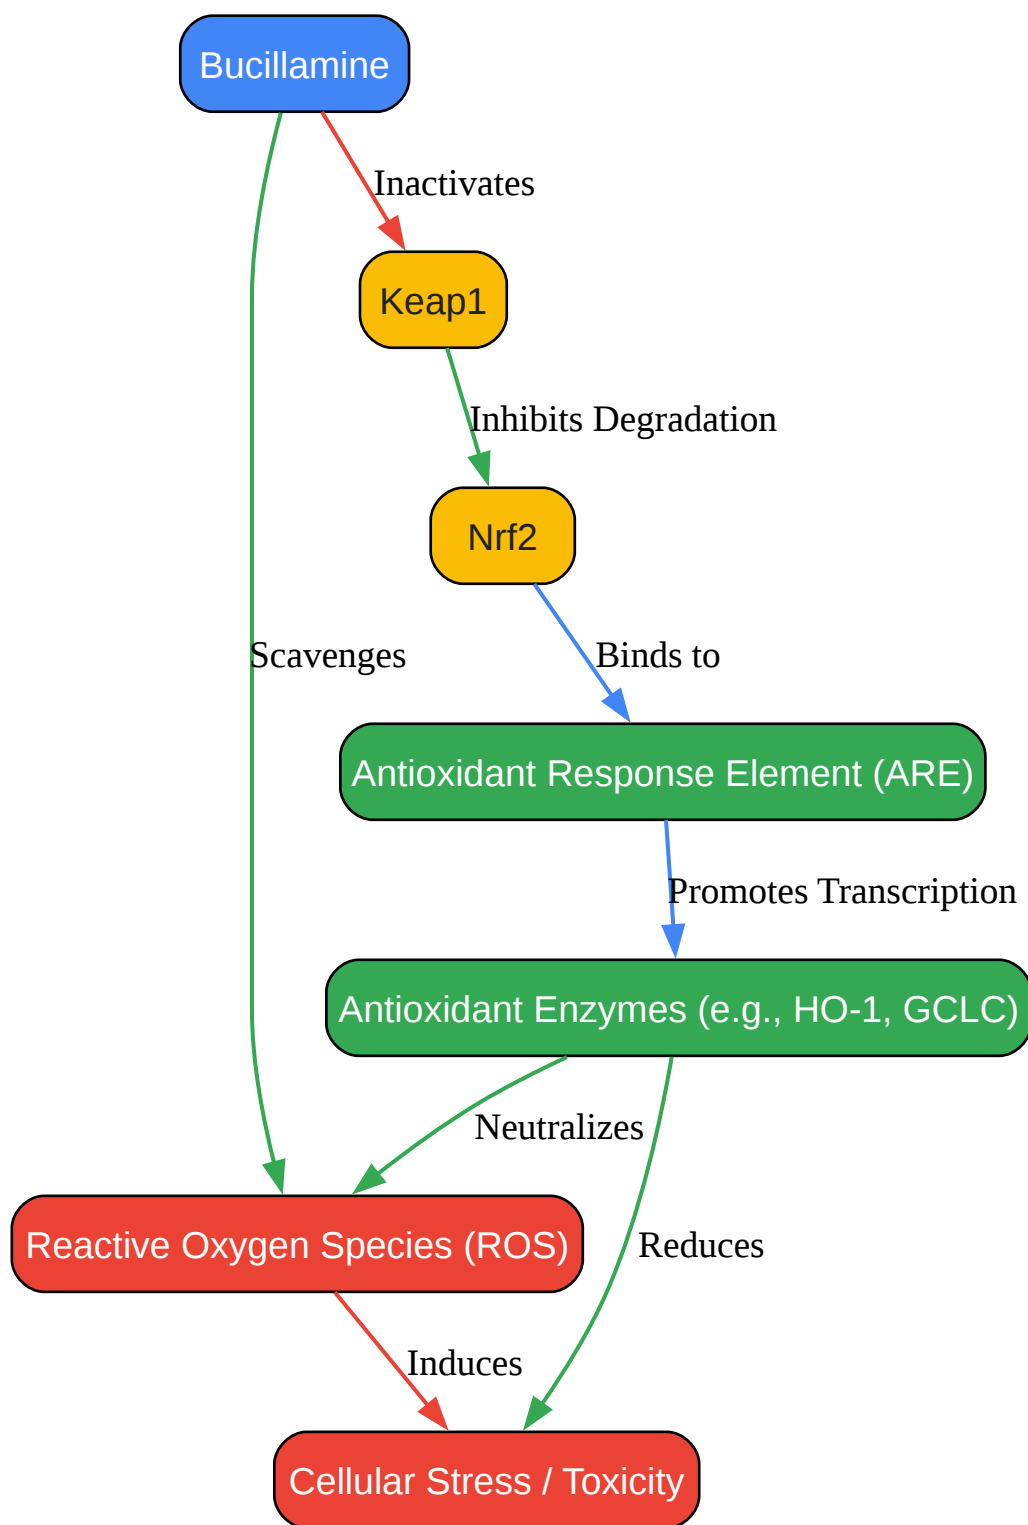 Bucillamine
Inactivates
Keap1
Inhibits Degradation
Nrf2
Scavenges
Binds to
Antioxidant Response Element (ARE)
Promotes Transcription
Antioxidant Enzymes (e.g., HO-1, GCLC)
Neutralizes
Reactive Oxygen Species (ROS)
Reduces
Induces
Cellular Stress / Toxicity